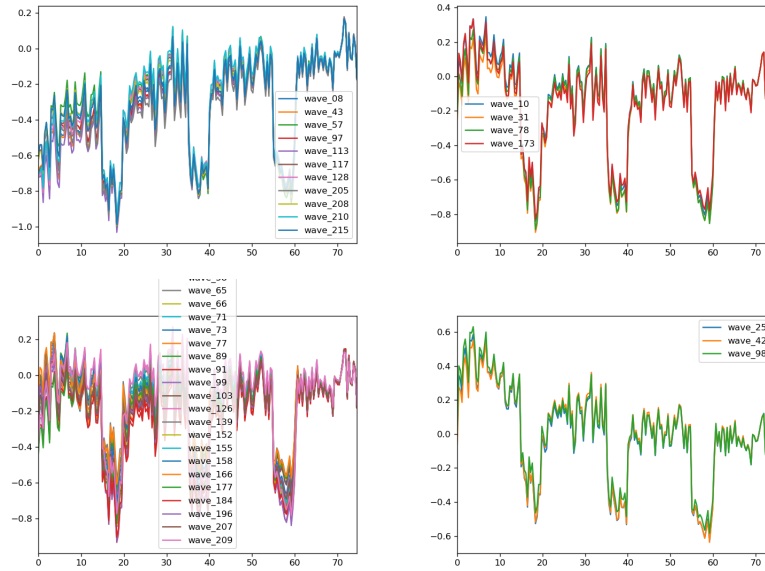 0.2
0.0
−0.2
−0.4
−0.6
−0.8
−1.0
0 10 20 30 40 50 60 70
wave_08
wave_43
wave_57
wave_97
wave_113
wave_117
wave_128
wave_205
wave_208
wave_210
wave_215
0.4
0.2
0.0
−0.2
−0.4
−0.6
−0.8
0 10 20 30 40 50 60 70
wave_10
wave_31
wave_78
wave_173
0.2
0.0
−0.2
−0.4
−0.6
−0.8
0 10 20 30 40 50 60 70
wave_65
wave_66
wave_71
wave_73
wave_77
wave_89
wave_91
wave_99
wave_103
wave_126
wave_139
wave_152
wave_155
wave_158
wave_166
wave_177
wave_184
wave_196
wave_207
wave_209
0.6
0.4
0.2
0.0
−0.2
−0.4
−0.6
0 10 20 30 40 50 60 70
wave_25
wave_42
wave_98